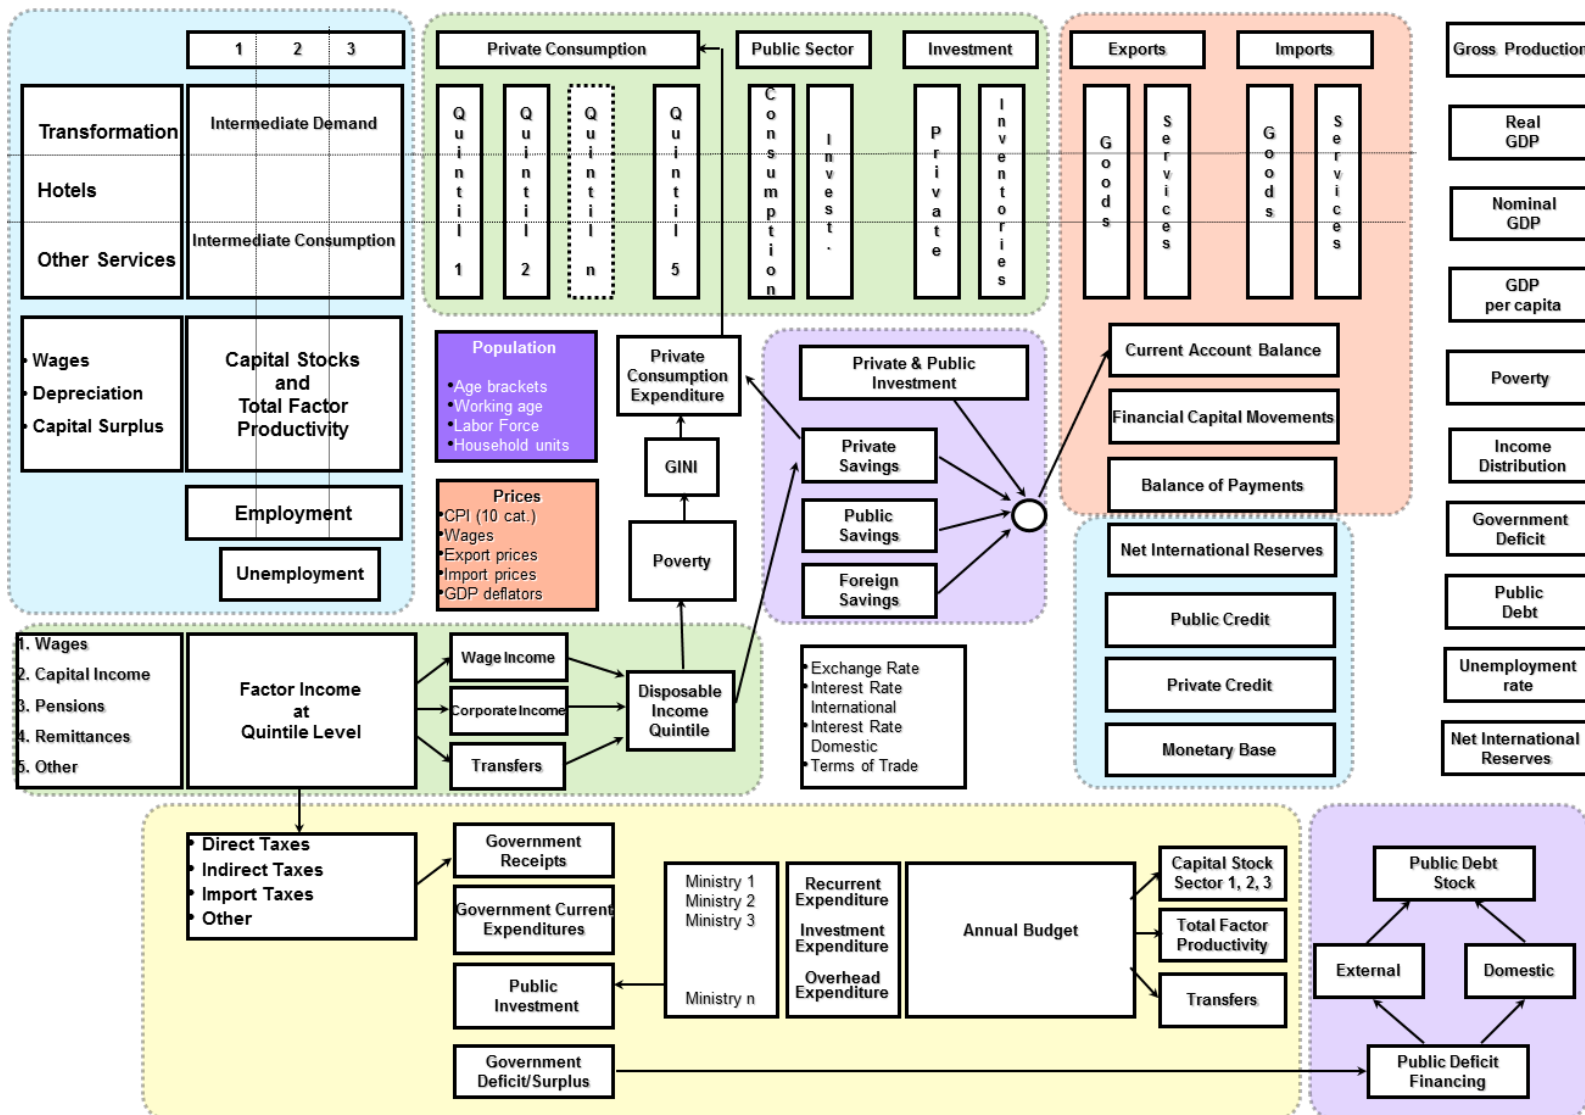 1 2 3
Private Consumption
Public Sector
Investment
Exports
Imports
Gross Production
Transformation
Hotels
Other Services
Intermediate Demand
Intermediate Consumption
Quintil 1
Quintil 2
Quintil n
Quintil 5
Consumption
Invest.
Private
Inventories
Goods
Services
Goods
Services
Real
GDP
Nominal
GDP
GDP
per capita
Poverty
Income
Distribution
Government
Deficit
Public
Debt
Unemployment
rate
Net International
Reserves
• Wages
• Depreciation
• Capital Surplus
Capital Stocks
and
Total Factor
Productivity
Employment
Unemployment
Population
•Age brackets
•Working age
•Labor Force
•Household units
Prices
•CPI (10 cat.)
•Wages
•Export prices
•Import prices
•GDP deflators
Private
Consumption
Expenditure
GINI
Poverty
Private & Public
Investment
Private
Savings
Public
Savings
Foreign
Savings
Current Account Balance
Financial Capital Movements
Balance of Payments
Net International Reserves
Public Credit
Private Credit
Monetary Base
1. Wages
2. Capital Income
3. Pensions
4. Remittances
5. Other
Factor Income
at
Quintile Level
Wage Income
Corporate Income
Transfers
Disposable
Income
Quintile
• Exchange Rate
• Interest Rate
International
• Interest Rate
Domestic
• Terms of Trade
• Direct Taxes
• Indirect Taxes
• Import Taxes
• Other
Government
Receipts
Government Current
Expenditures
Public
Investment
Government
Deficit/Surplus
Ministry 1
Ministry 2
Ministry 3
Ministry n
Recurrent
Expenditure
Investment
Expenditure
Overhead
Expenditure
Annual Budget
Capital Stock
Sector 1, 2, 3
Total Factor
Productivity
Transfers
Public Debt
Stock
External
Domestic
Public Deficit
Financing